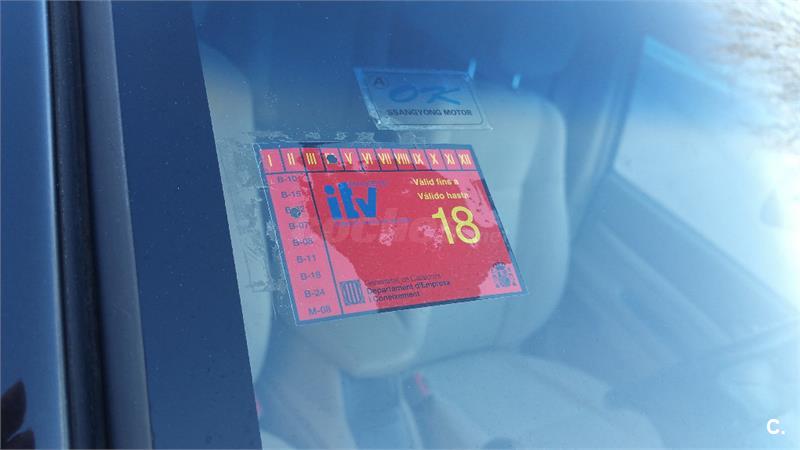 A
OK
SSANGYONG MOTOR
I II III V VI VII VIII IX X XI XII
B-10
B-15
B-07
B-08
B-11
B-18
B-24
M-08
itv
Vàlid fins a
Válido hasta
18
Generalitat de Catalunya
Departament d'Empresa
i Coneixement
C.